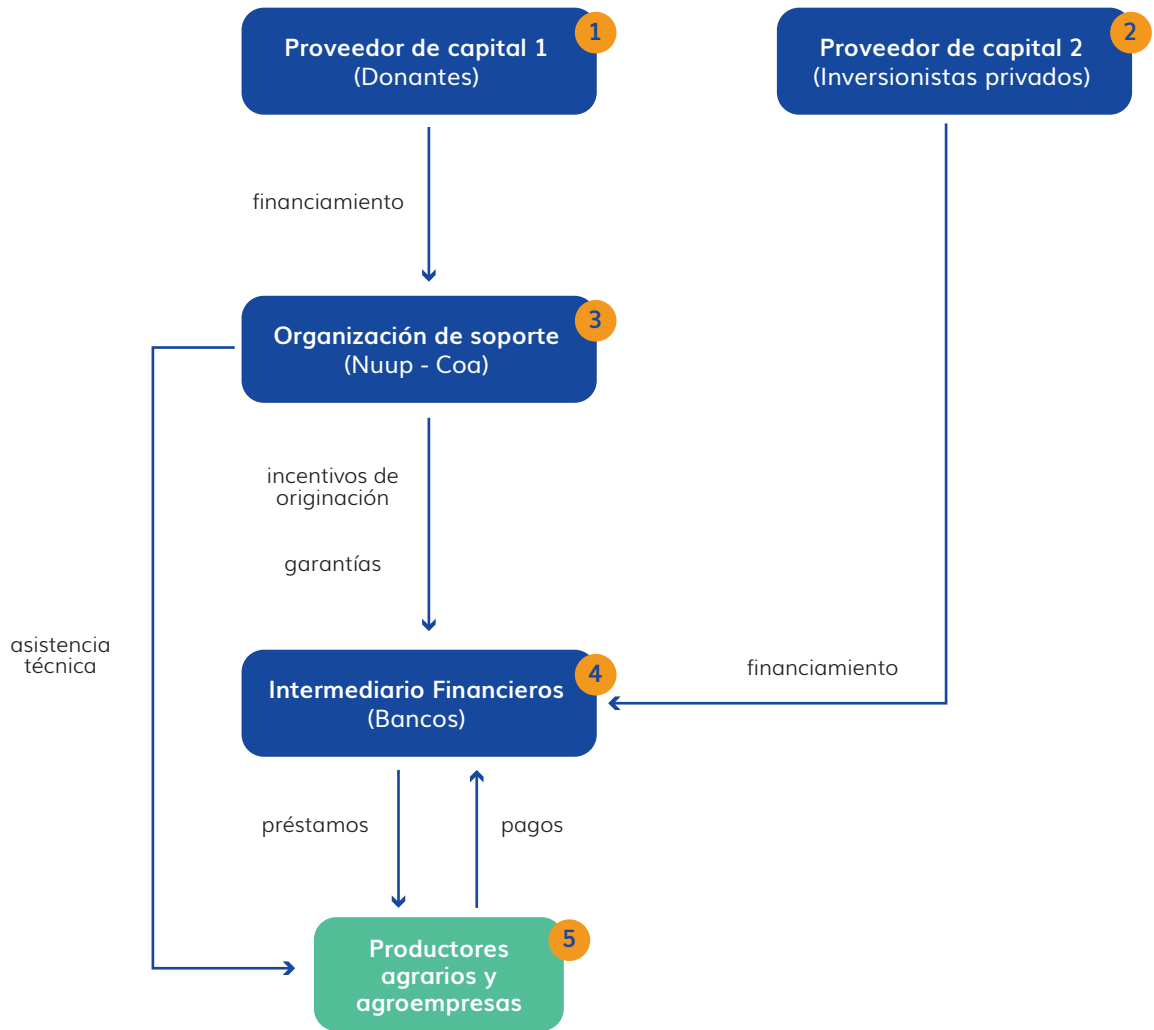 Proveedor de capital 1
(Donantes)
1
Proveedor de capital 2
(Inversionistas privados)
2
financiamiento
Organización de soporte
(Nuup - Coa)
3
incentivos de
originación
garantías
asistencia
técnica
Intermediario Financieros
(Bancos)
4
financiamiento
préstamos
pagos
Productores
agrarios y
agroempresas
5